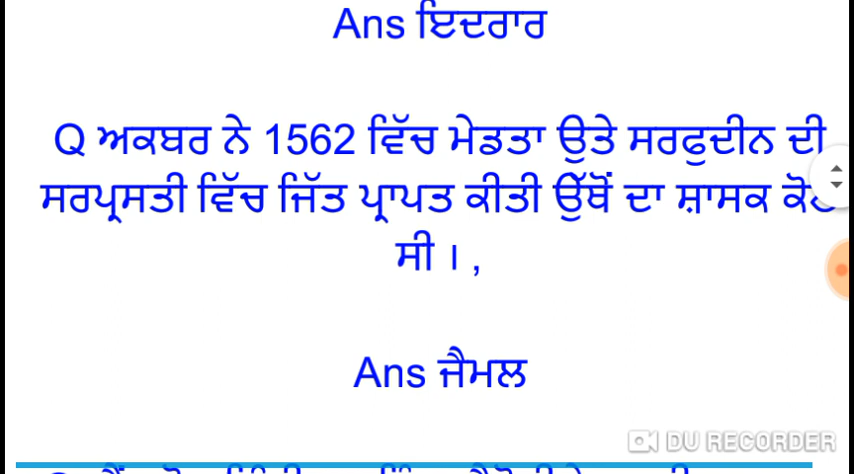 Ans ਇਦਰਾਰ
Q ਅਕਬਰ ਨੇ 1562 ਵਿੱਚ ਮੇਡਤਾ ਉਤੇ ਸਰਫੁਦੀਨ ਦੀ
ਸਰਪ੍ਰਸਤੀ ਵਿੱਚ ਜਿੱਤ ਪ੍ਰਾਪਤ ਕੀਤੀ ਉੱਥੋਂ ਦਾ ਸ਼ਾਸਕ
ਸੀ । ,
Ans ਜੈਮਲ
DU RECORDER